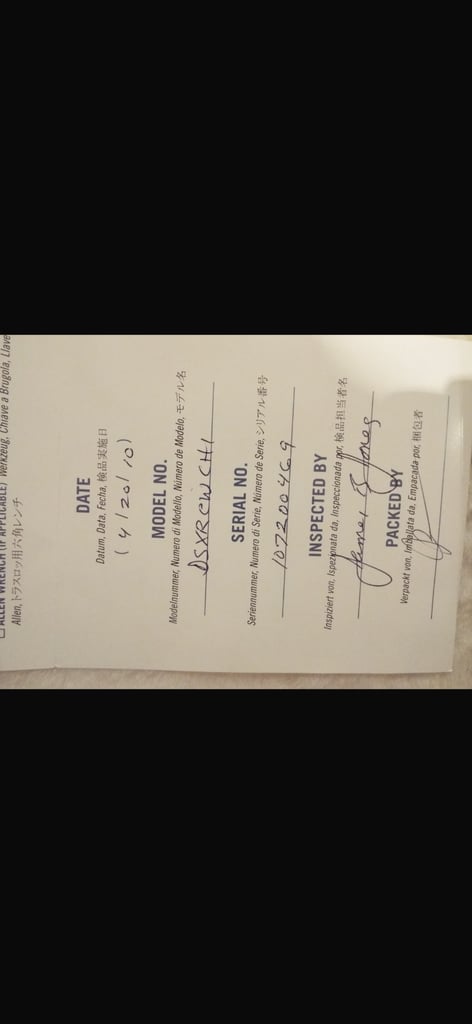 ALLEN WRENCH (IF APPLICABLE) Werkzeug, Chiave a Brugola, Llave
Allen, トラスロッ用六角レンチ
DATE
Datum, Data, Fecha, 検品実施日
(4/20/10)
MODEL NO.
Modelnummer, Numero di Modello, Número de Modelo, モデル名
DSXRCWCH1
SERIAL NO.
Seriennummer, Numero di Serie, Número de Serie, シリアル番号
1072004469
INSPECTED BY
Inspiziert von, Ispezionata da, Inspeccionada por, 検品担当者名
James B Jones
PACKED BY
Verpackt von, Imballata da, Empacada por, 梱包者